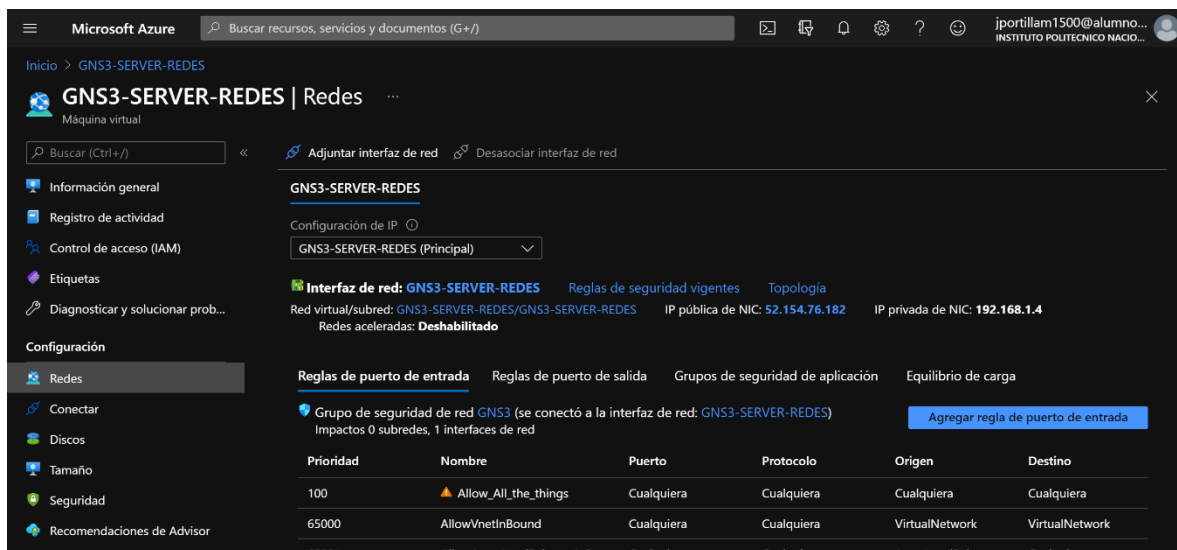 Microsoft Azure
Buscar recursos, servicios y documentos (G+/)
jportillam1500@alumno...
INSTITUTO POLITECNICO NACIO...
Inicio > GNS3-SERVER-REDES
GNS3-SERVER-REDES | Redes ...
Máquina virtual
Buscar (Ctrl+/)
«
Adjuntar interfaz de red
Desasociar interfaz de red
Información general
Registro de actividad
Control de acceso (IAM)
Etiquetas
Diagnosticar y solucionar prob...
Configuración
Redes
Conectar
Discos
Tamaño
Seguridad
Recomendaciones de Advisor
GNS3-SERVER-REDES
Configuración de IP
GNS3-SERVER-REDES (Principal)
Interfaz de red: GNS3-SERVER-REDES Reglas de seguridad vigentes Topología
Red virtual/subred: GNS3-SERVER-REDES/GNS3-SERVER-REDES IP pública de NIC: 52.154.76.182 IP privada de NIC: 192.168.1.4
Redes aceleradas: Deshabilitado
Reglas de puerto de entrada Reglas de puerto de salida Grupos de seguridad de aplicación Equilibrio de carga
Grupo de seguridad de red GNS3 (se conectó a la interfaz de red: GNS3-SERVER-REDES)
Impactos 0 subredes, 1 interfaces de red
Agregar regla de puerto de entrada
Prioridad Nombre Puerto Protocolo Origen Destino
100 Allow_All_the_things Cualquiera Cualquiera Cualquiera Cualquiera
65000 AllowVnetInBound Cualquiera Cualquiera VirtualNetwork VirtualNetwork